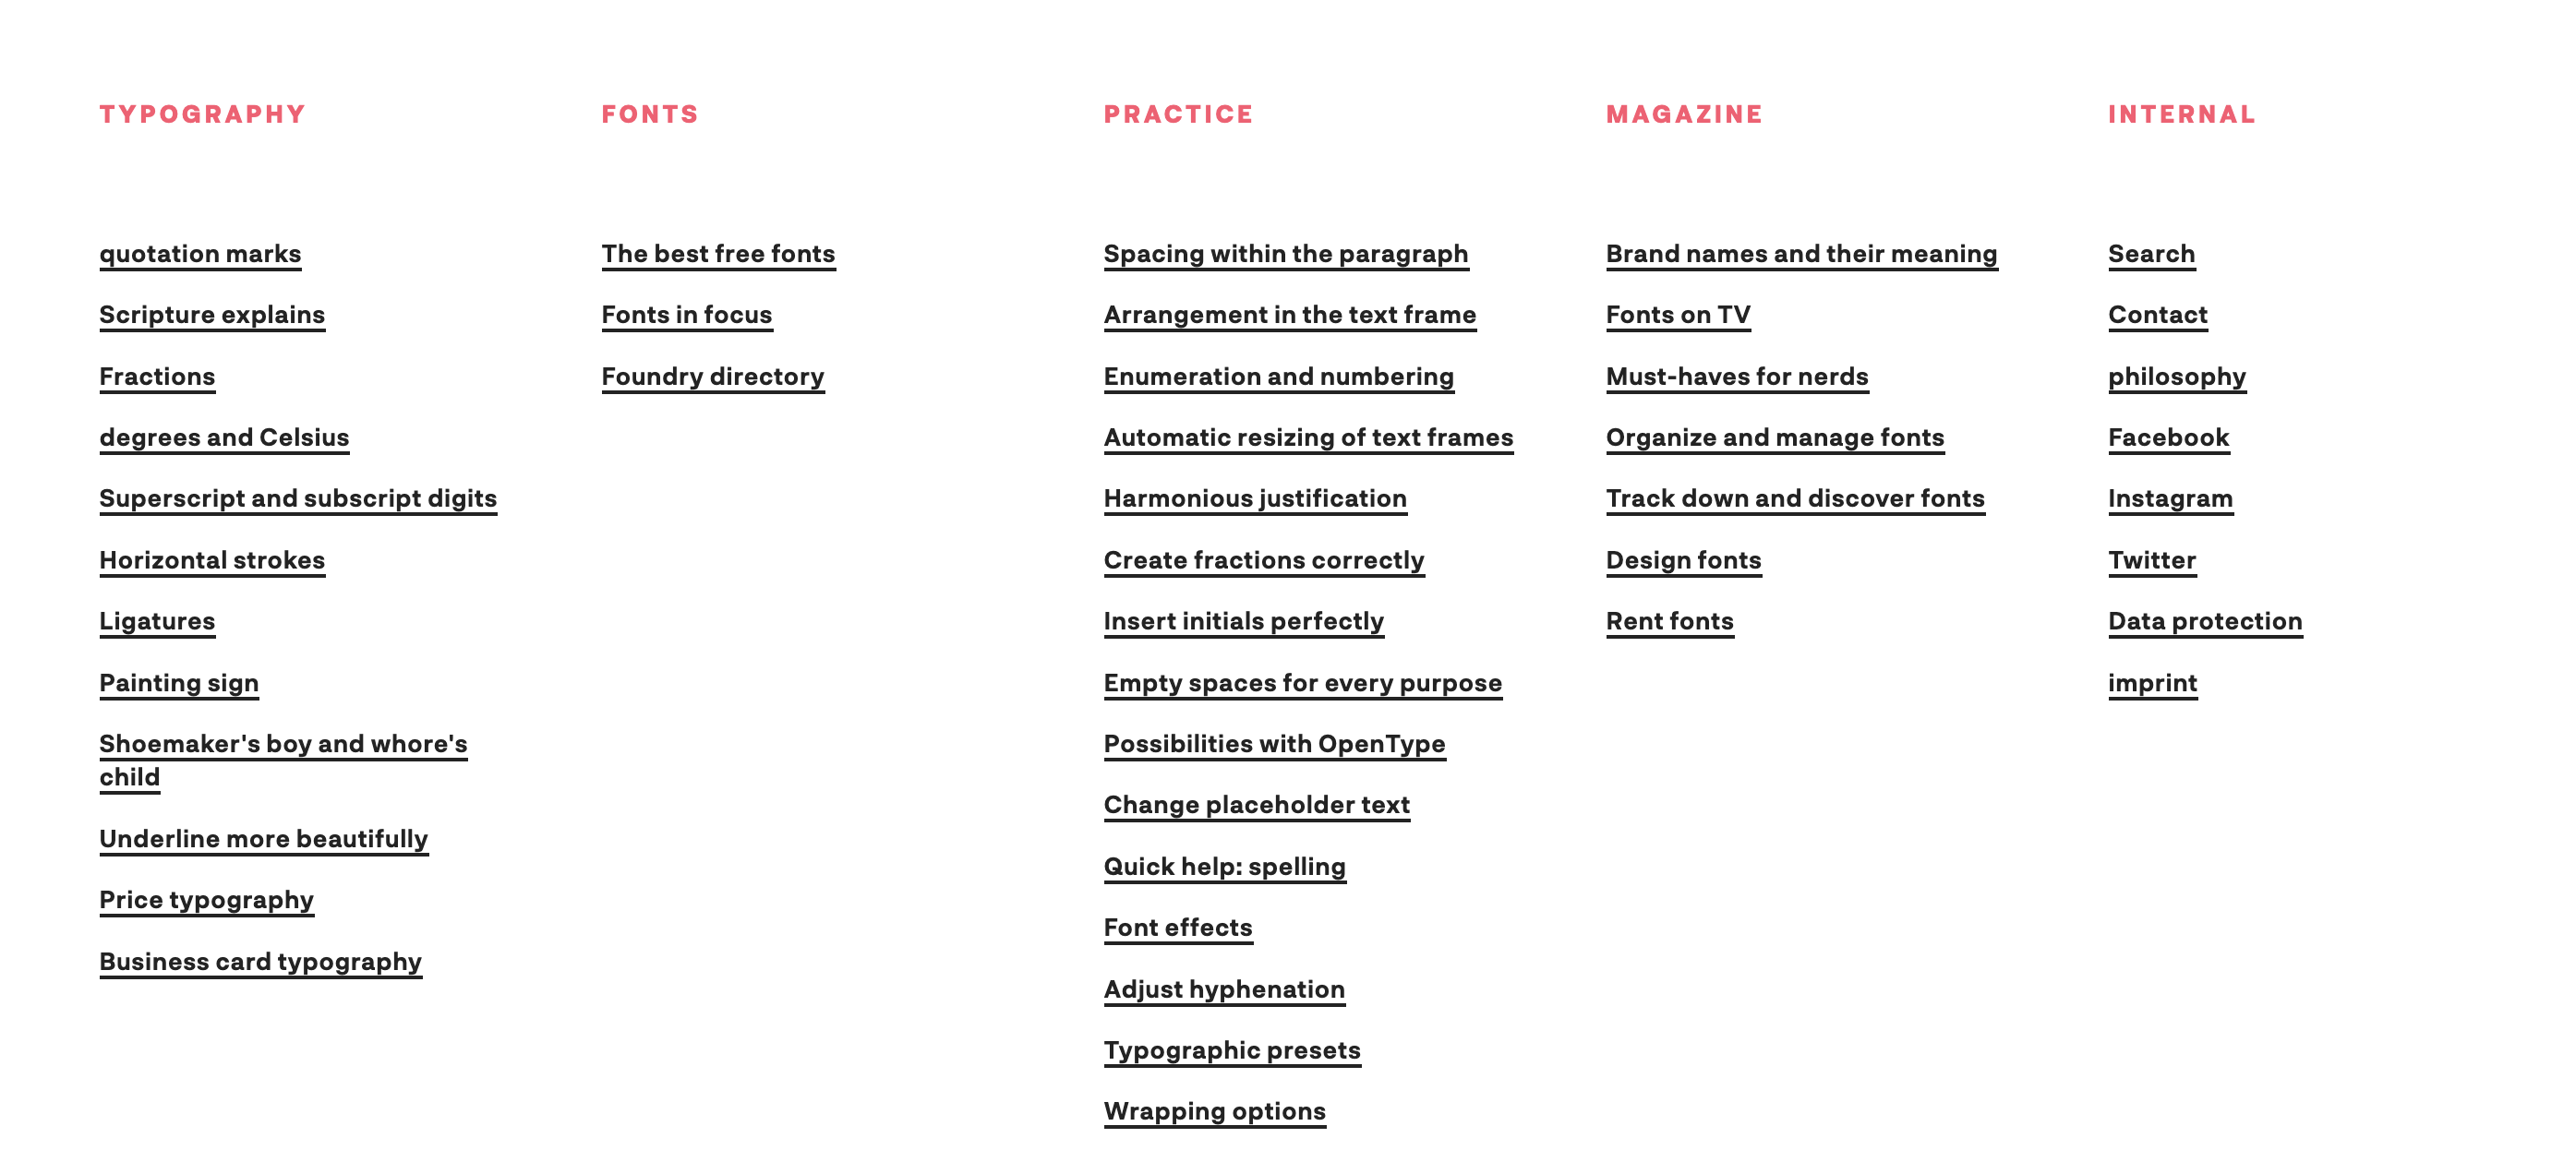 TYPOGRAPHY
quotation marks
Scripture explains
Fractions
degrees and Celsius
Superscript and subscript digits
Horizontal strokes
Ligatures
Painting sign
Shoemaker's boy and whore's
child
Underline more beautifully
Price typography
Business card typography
FONTS
The best free fonts
Fonts in focus
Foundry directory
PRACTICE
Spacing within the paragraph
Arrangement in the text frame
Enumeration and numbering
Automatic resizing of text frames
Harmonious justification
Create fractions correctly
Insert initials perfectly
Empty spaces for every purpose
Possibilities with OpenType
Change placeholder text
Quick help: spelling
Font effects
Adjust hyphenation
Typographic presets
Wrapping options
MAGAZINE
Brand names and their meaning
Fonts on TV
Must-haves for nerds
Organize and manage fonts
Track down and discover fonts
Design fonts
Rent fonts
INTERNAL
Search
Contact
philosophy
Facebook
Instagram
Twitter
Data protection
imprint